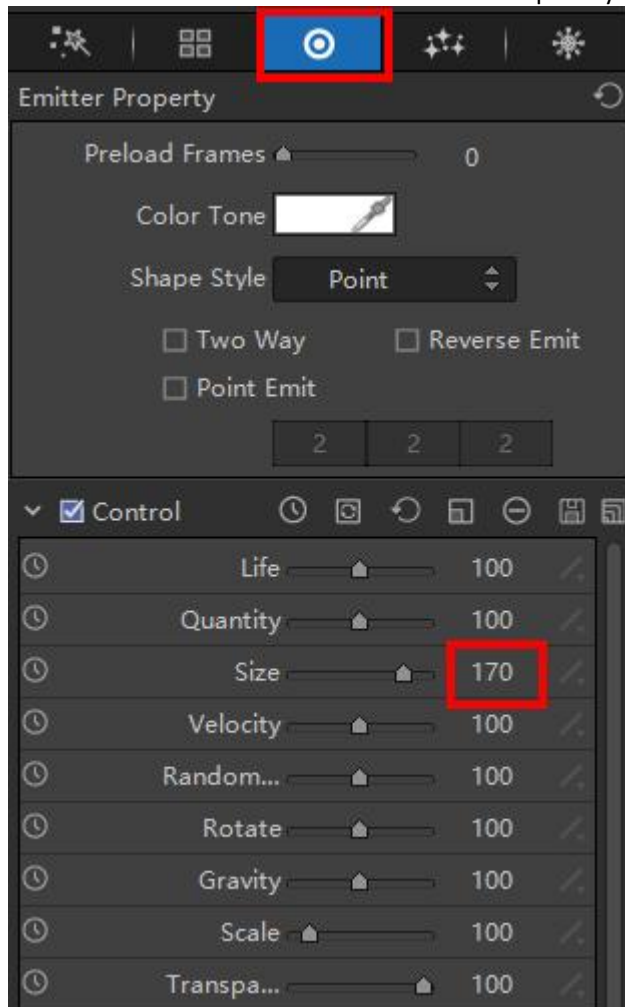 Emitter Property
Preload Frames 0
Color Tone
Shape Style Point
Two Way Reverse Emit
Point Emit
2 2 2
Control
Life 100
Quantity 100
Size 170
Velocity 100
Random... 100
Rotate 100
Gravity 100
Scale 100
Transpa... 100